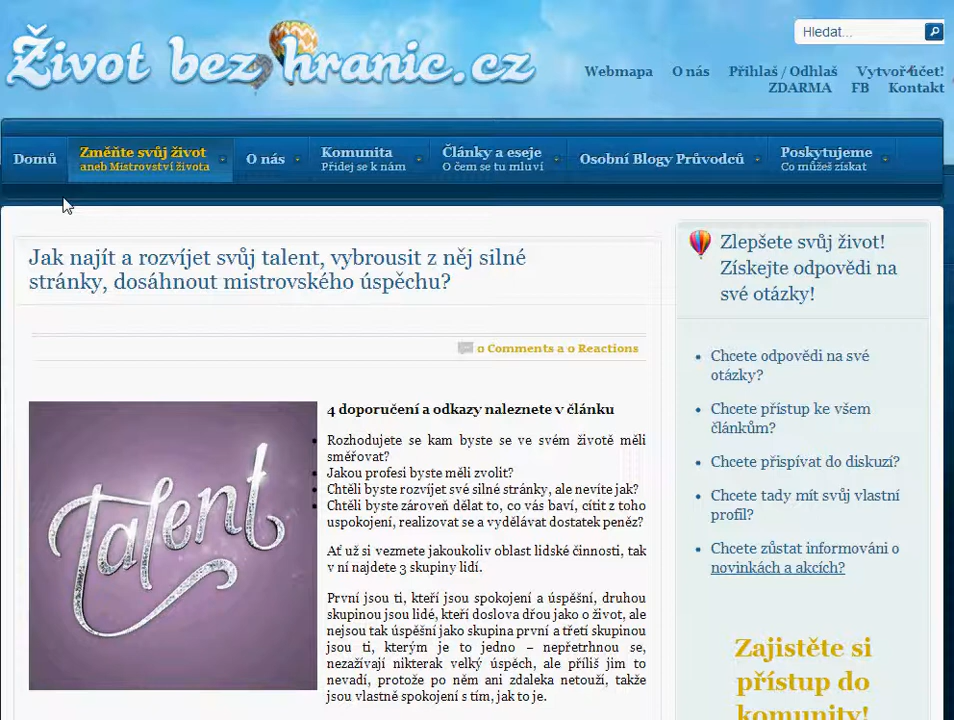 Život bez hranic.cz
Hledat...
Webmapa O nás Přihlaš / Odhlaš Vytvoř účet!
ZDARMA FB Kontakt
Domů
Změňte svůj život
aneb Mistrovství života
O nás
Komunita
Přidej se k nám
Články a eseje
O čem se tu mluví
Osobní Blogy Průvodců
Poskytujeme
Co můžeš získat
Jak najít a rozvíjet svůj talent, vybrousit z něj silné
stránky, dosáhnout mistrovského úspěchu?
0 Comments a 0 Reactions
Talent
4 doporučení a odkazy naleznete v článku
Rozhodujete se kam byste se ve svém životě měli
směřovat?
Jakou profesi byste měli zvolit?
Chtěli byste rozvíjet své silné stránky, ale nevíte jak?
Chtěli byste zároveň dělat to, co vás baví, cítit z toho
uspokojení, realizovat se a vydělávat dostatek peněz?
Ať už si vezmete jakoukoliv oblast lidské činnosti, tak
v ní najdete 3 skupiny lidí.
První jsou ti, kteří jsou spokojení a úspěšní, druhou
skupinou jsou lidé, kteří doslova dřou jako o život, ale
nejsou tak úspěšní jako skupina první a třetí skupinou
jsou ti, kterým je to jedno – nepřetrhnou se,
nezažívají nikterak velký úspěch, ale příliš jim to
nevadí, protože po něm ani zdaleka netouží, takže
jsou vlastně spokojení s tím, jak to je.
Zlepšete svůj život!
Získejte odpovědi na
své otázky!
Chcete odpovědi na své
otázky?
Chcete přístup ke všem
článkům?
Chcete přispívat do diskuzí?
Chcete tady mít svůj vlastní
profil?
Chcete zůstat informováni o
novinkách a akcích?
Zajistěte si
přístup do
komunity!